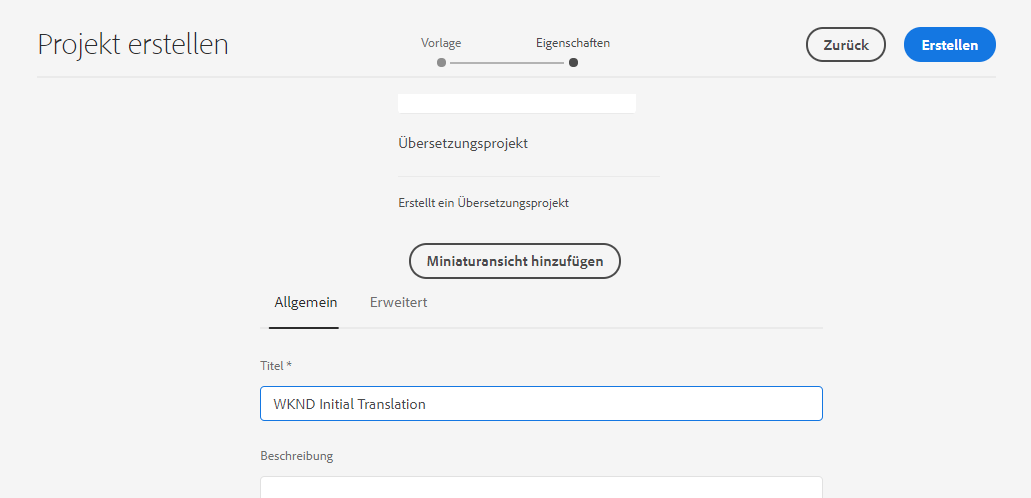 Projekt erstellen
Vorlage
Eigenschaften
Zurück
Erstellen
Übersetzungsprojekt
Erstellt ein Übersetzungsprojekt
Miniaturansicht hinzufügen
Allgemein
Erweitert
Titel *
WKND Initial Translation
Beschreibung